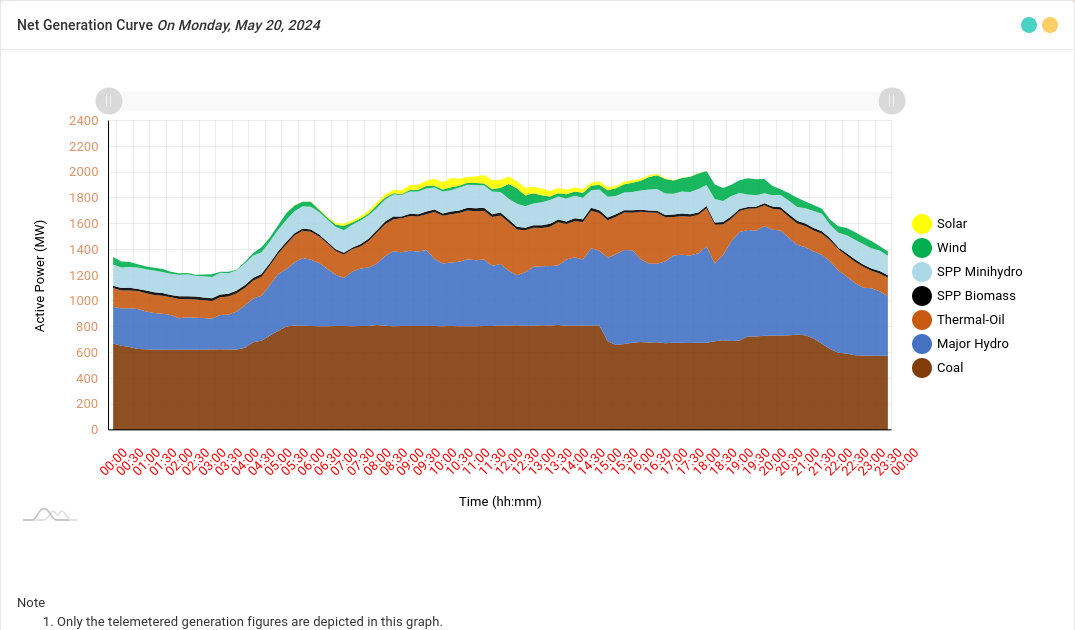 Net Generation Curve On Monday, May 20, 2024
2400
2200
2000
1800
1600
1400
1200
1000
800
600
400
200
0
Active Power (MW)
00:00 00:30 01:00 01:30 02:00 02:30 03:00 03:30 04:00 04:30 05:00 05:30 06:00 06:30 07:00 07:30 08:00 08:30 09:00 09:30 10:00 10:30 11:00 11:30 12:00 12:30 13:00 13:30 14:00 14:30 15:00 15:30 16:00 16:30 17:00 17:30 18:00 18:30 19:00 19:30 20:00 20:30 21:00 21:30 22:00 22:30 23:00 23:30 00:00
Time (hh:mm)
Solar
Wind
SPP Minihydro
SPP Biomass
Thermal-Oil
Major Hydro
Coal
Note
1. Only the telemetered generation figures are depicted in this graph.